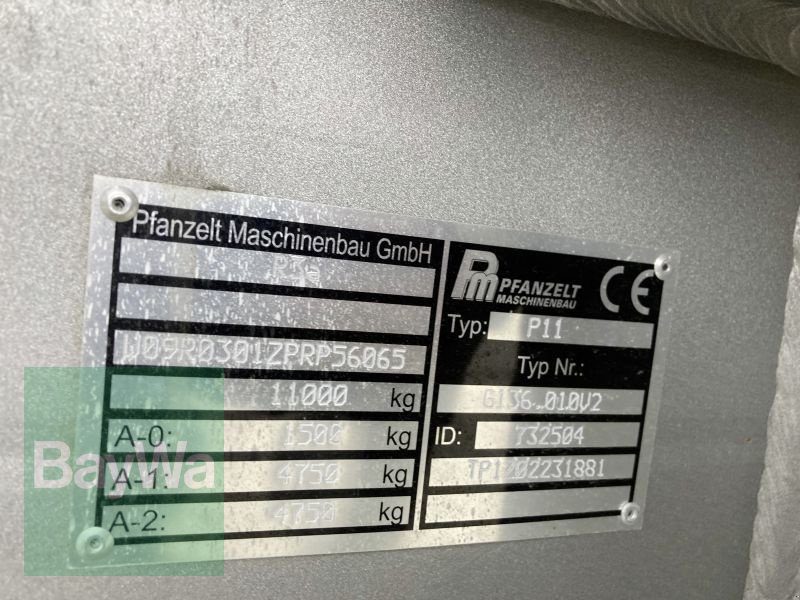 Pfanzelt Maschinenbau GmbH
W09R0301ZPRP56065
11000 kg
A-0: 1500 kg
A-1: 4750 kg
A-2: 4750 kg
Pm PFANZELT
MASCHINENBAU
CE
Typ: P11
Typ Nr.:
ID: 732504
BayWa